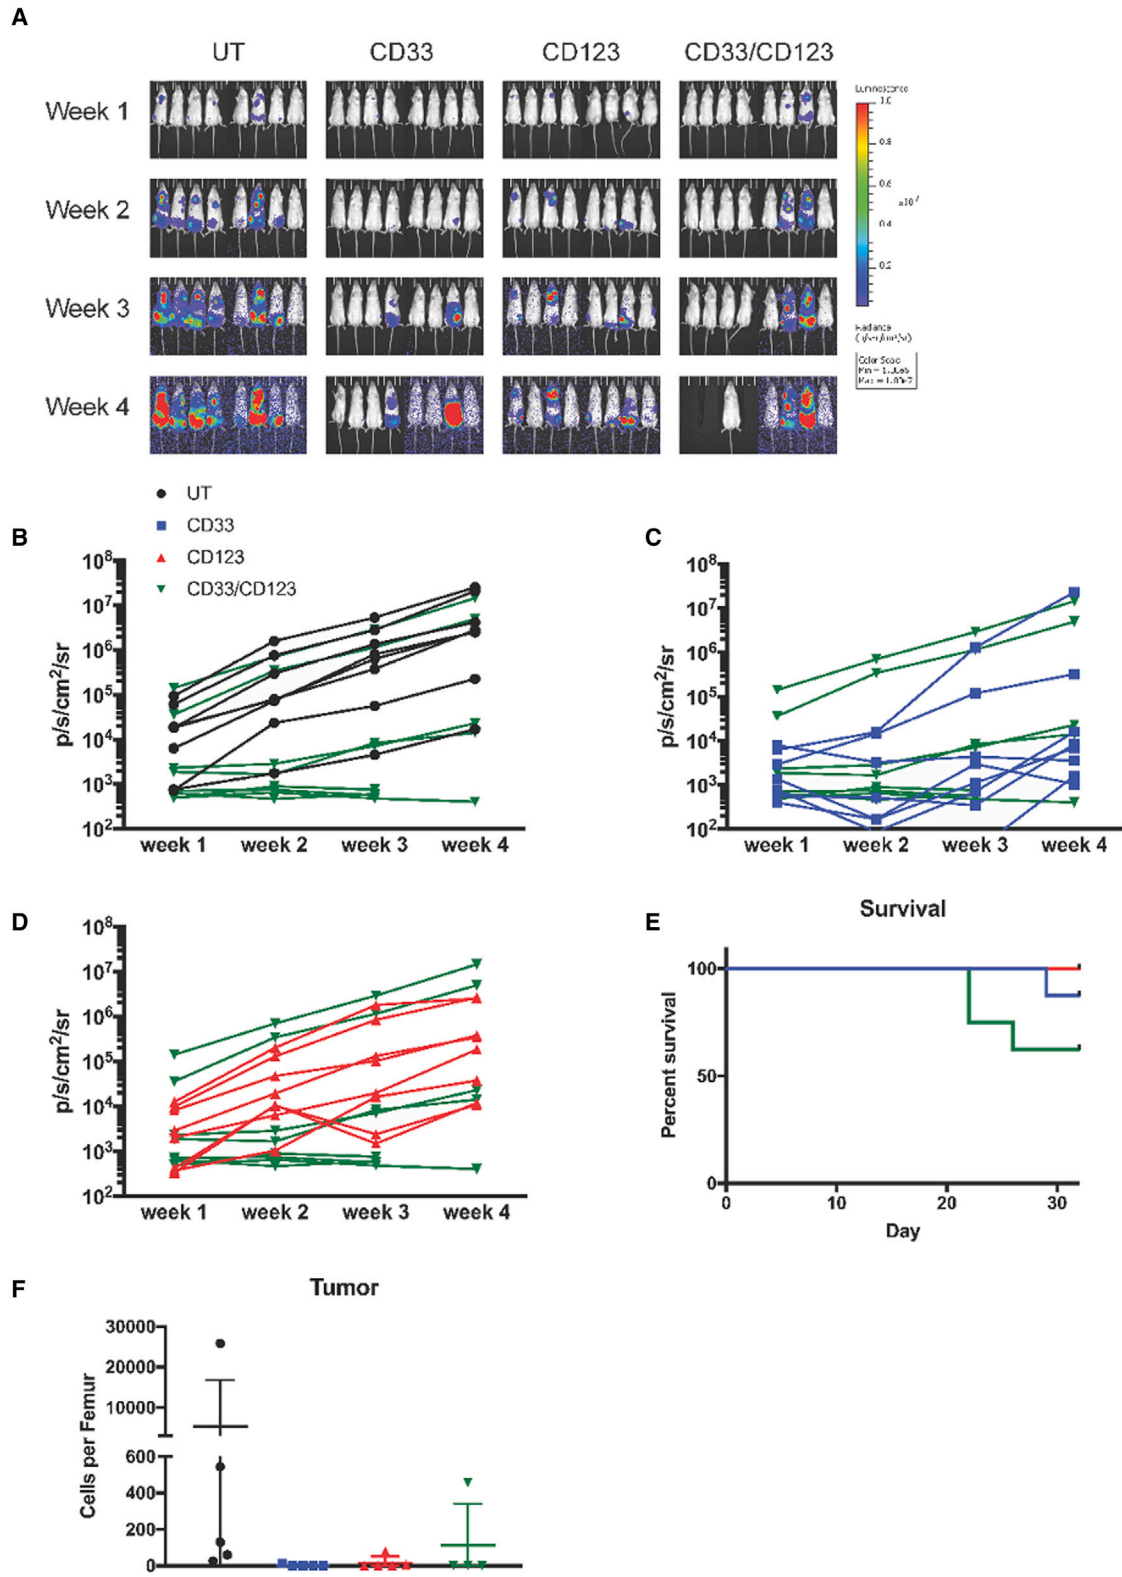 A
UT CD33 CD123 CD33/CD123
Week 1
Week 2
Week 3
Week 4
Luminescence
1.0
0.8
0.6
0.4
0.2
Radiance
(p/sec/cm²/sr)
Color Scale
UT
CD33
CD123
CD33/CD123
B
p/s/cm²/sr
10⁸
10⁷
10⁶
10⁵
10⁴
10³
10²
week 1 week 2 week 3 week 4
C
p/s/cm²/sr
10⁸
10⁷
10⁶
10⁵
10⁴
10³
10²
week 1 week 2 week 3 week 4
D
p/s/cm²/sr
10⁸
10⁷
10⁶
10⁵
10⁴
10³
10²
week 1 week 2 week 3 week 4
E
Survival
Percent survival
100
50
0
0 10 20 30
Day
F
Tumor
Cells per Femur
30000
20000
10000
600
400
200
0